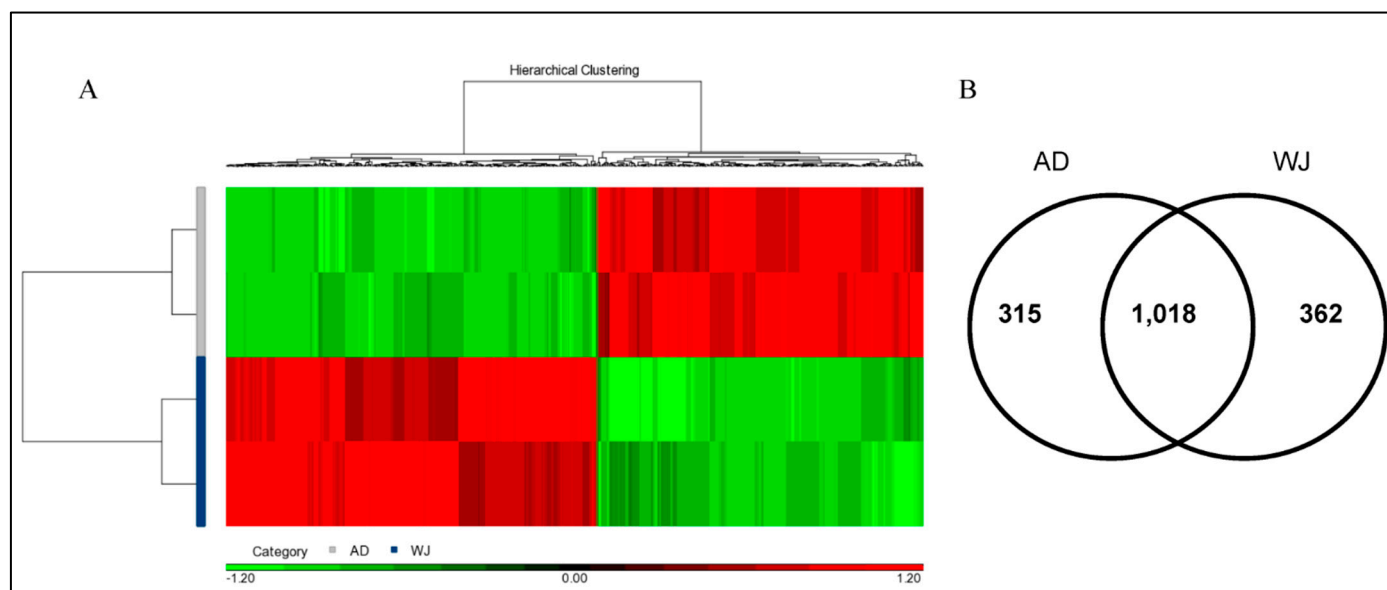 Hierarchical Clustering
A
B
AD
WJ
315
1,018
362
Category AD WJ
-1.20 0.00 1.20